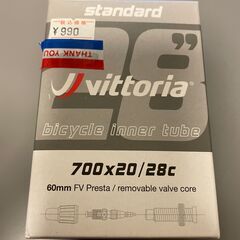 standard
税込価格
￥990
THANK YOU
28"
vittoria
bicycle inner tube
700x20/28c
60mm FV Presta / removable valve core